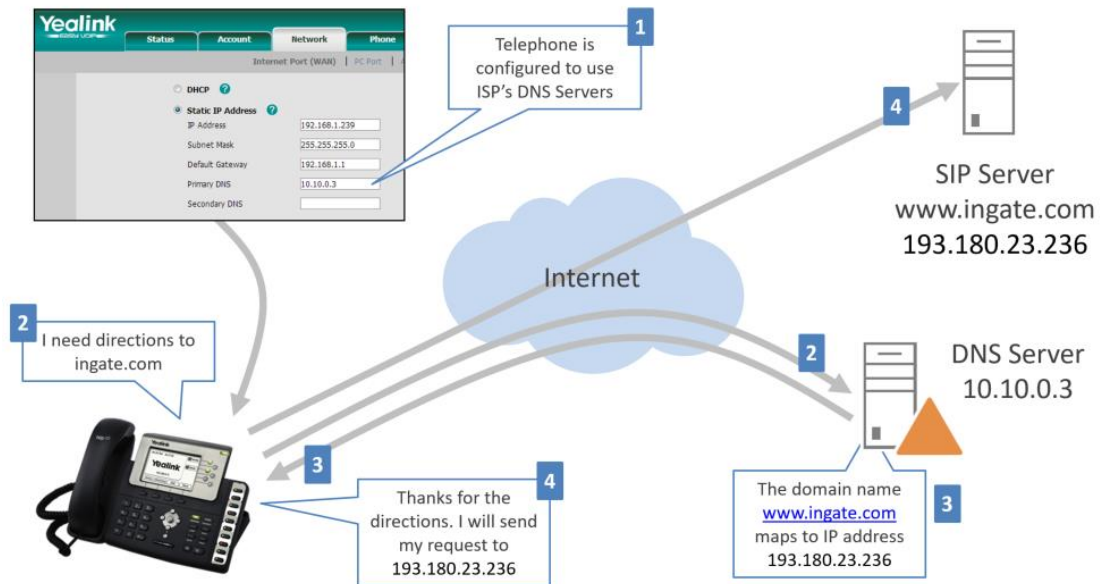 Yealink
EASY VOIP
Status
Account
Network
Phone
Internet Port (WAN) | PC Port |
DHCP
Static IP Address
IP Address
192.168.1.239
Subnet Mask
255.255.255.0
Default Gateway
192.168.1.1
Primary DNS
10.10.0.3
Secondary DNS
1
Telephone is
configured to use
ISP's DNS Servers
4
SIP Server
www.ingate.com
193.180.23.236
Internet
2
I need directions to
ingate.com
2
DNS Server
10.10.0.3
Yealink
3
4
Thanks for the
directions. I will send
my request to
193.180.23.236
3
The domain name
www.ingate.com
maps to IP address
193.180.23.236